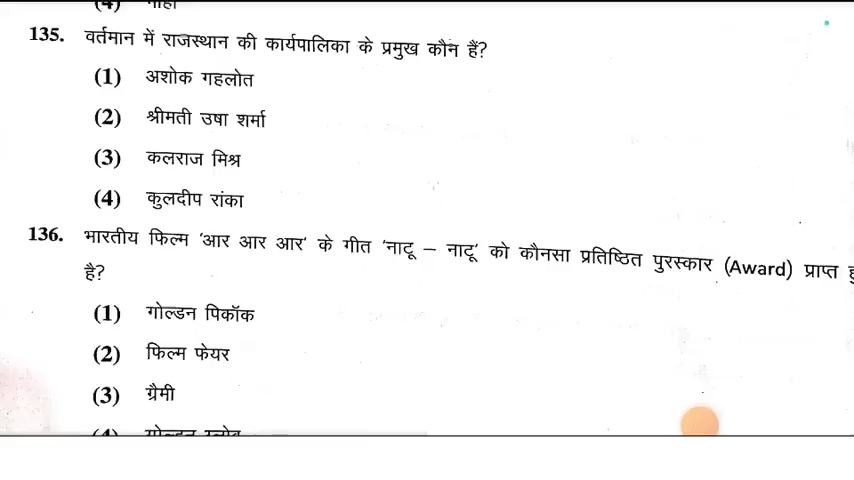 135. वर्तमान में राजस्थान की कार्यपालिका के प्रमुख कौन हैं?
(1) अशोक गहलोत
(2) श्रीमती उषा शर्मा
(3) कलराज मिश्र
(4) कुलदीप रांका
136. भारतीय फिल्म ‘आर आर आर’ के गीत ‘नाटू – नाटू’ को कौनसा प्रतिष्ठित पुरस्कार (Award) प्राप्त
है?
(1) गोल्डन पिकॉक
(2) फिल्म फेयर
(3) ग्रैमी